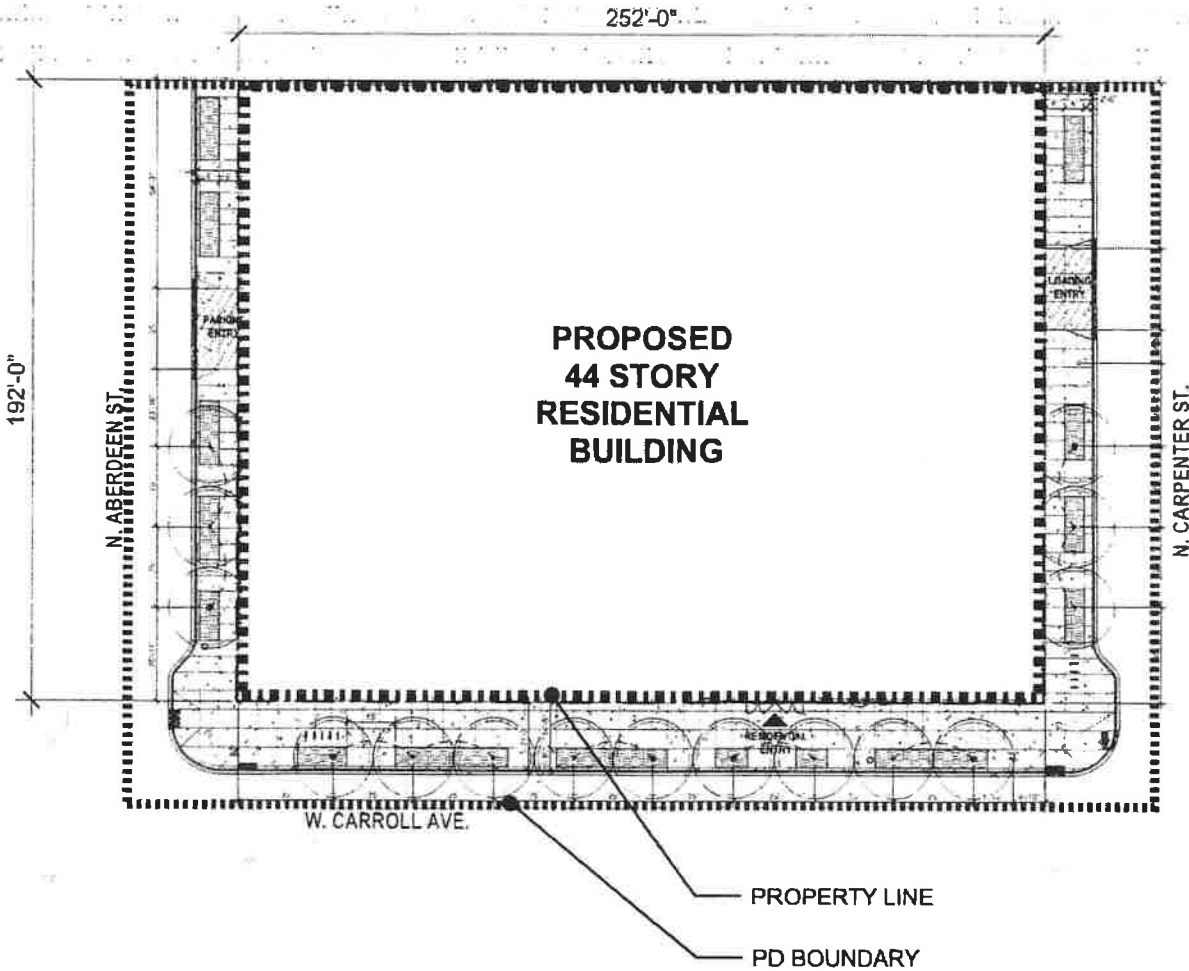 252'-0"
192'-0"
N. ABERDEEN ST.
PARKING
ENTRY
PROPOSED
44 STORY
RESIDENTIAL
BUILDING
LOADING
ENTRY
N. CARPENTER ST.
RESIDENTIAL
ENTRY
W. CARROLL AVE.
PROPERTY LINE
PD BOUNDARY